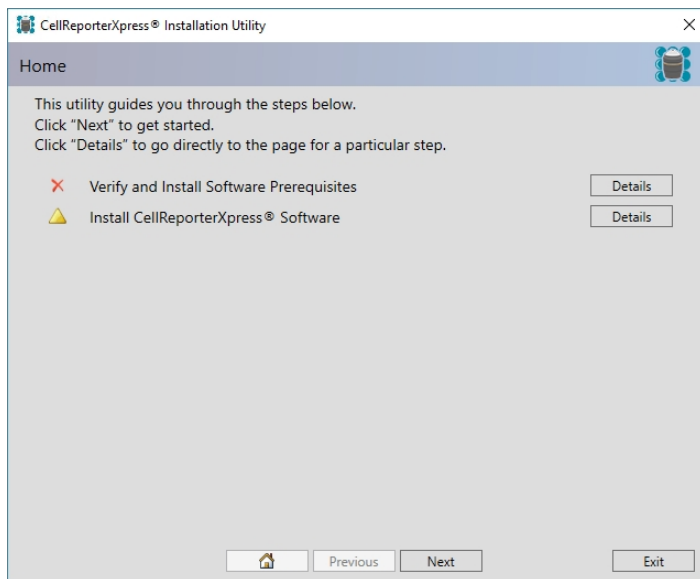 CellReporterXpress® Installation Utility
Home
This utility guides you through the steps below.
Click “Next” to get started.
Click “Details” to go directly to the page for a particular step.
Verify and Install Software Prerequisites
Details
Install CellReporterXpress® Software
Details
Previous
Next
Exit